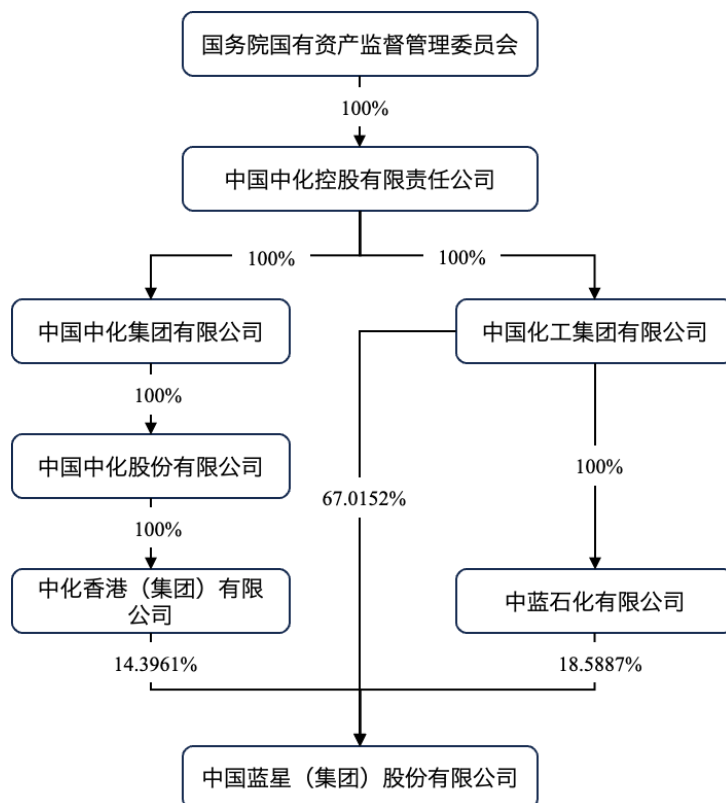 国务院国有资产监督管理委员会
100%
中国中化控股有限责任公司
100%
100%
中国中化集团有限公司
中国化工集团有限公司
100%
中国中化股份有限公司
100%
67.0152%
100%
中化香港（集团）有限
公司
中蓝石化有限公司
14.3961%
18.5887%
中国蓝星（集团）股份有限公司